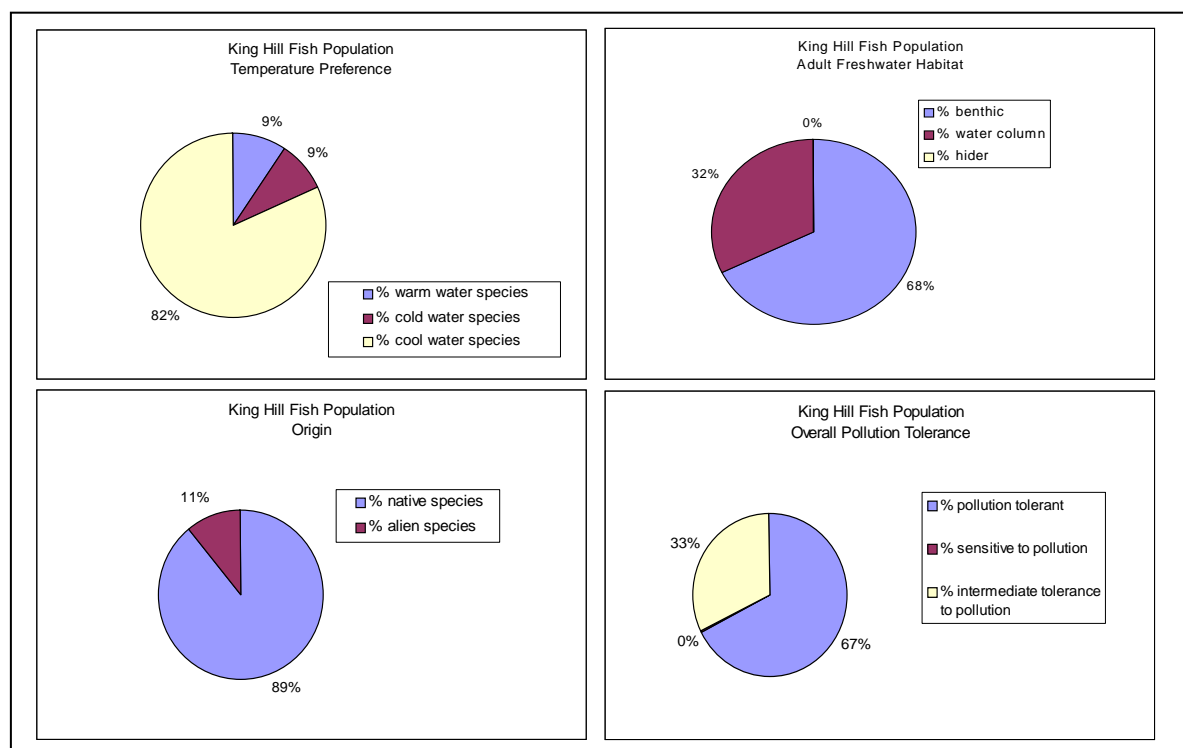 King Hill Fish Population
Temperature Preference
9%
9%
82%
% warm water species
% cold water species
% cool water species
King Hill Fish Population
Adult Freshwater Habitat
0%
32%
68%
% benthic
% water column
% hider
King Hill Fish Population
Origin
11%
89%
% native species
% alien species
King Hill Fish Population
Overall Pollution Tolerance
33%
0%
67%
% pollution tolerant
% sensitive to pollution
% intermediate tolerance
to pollution